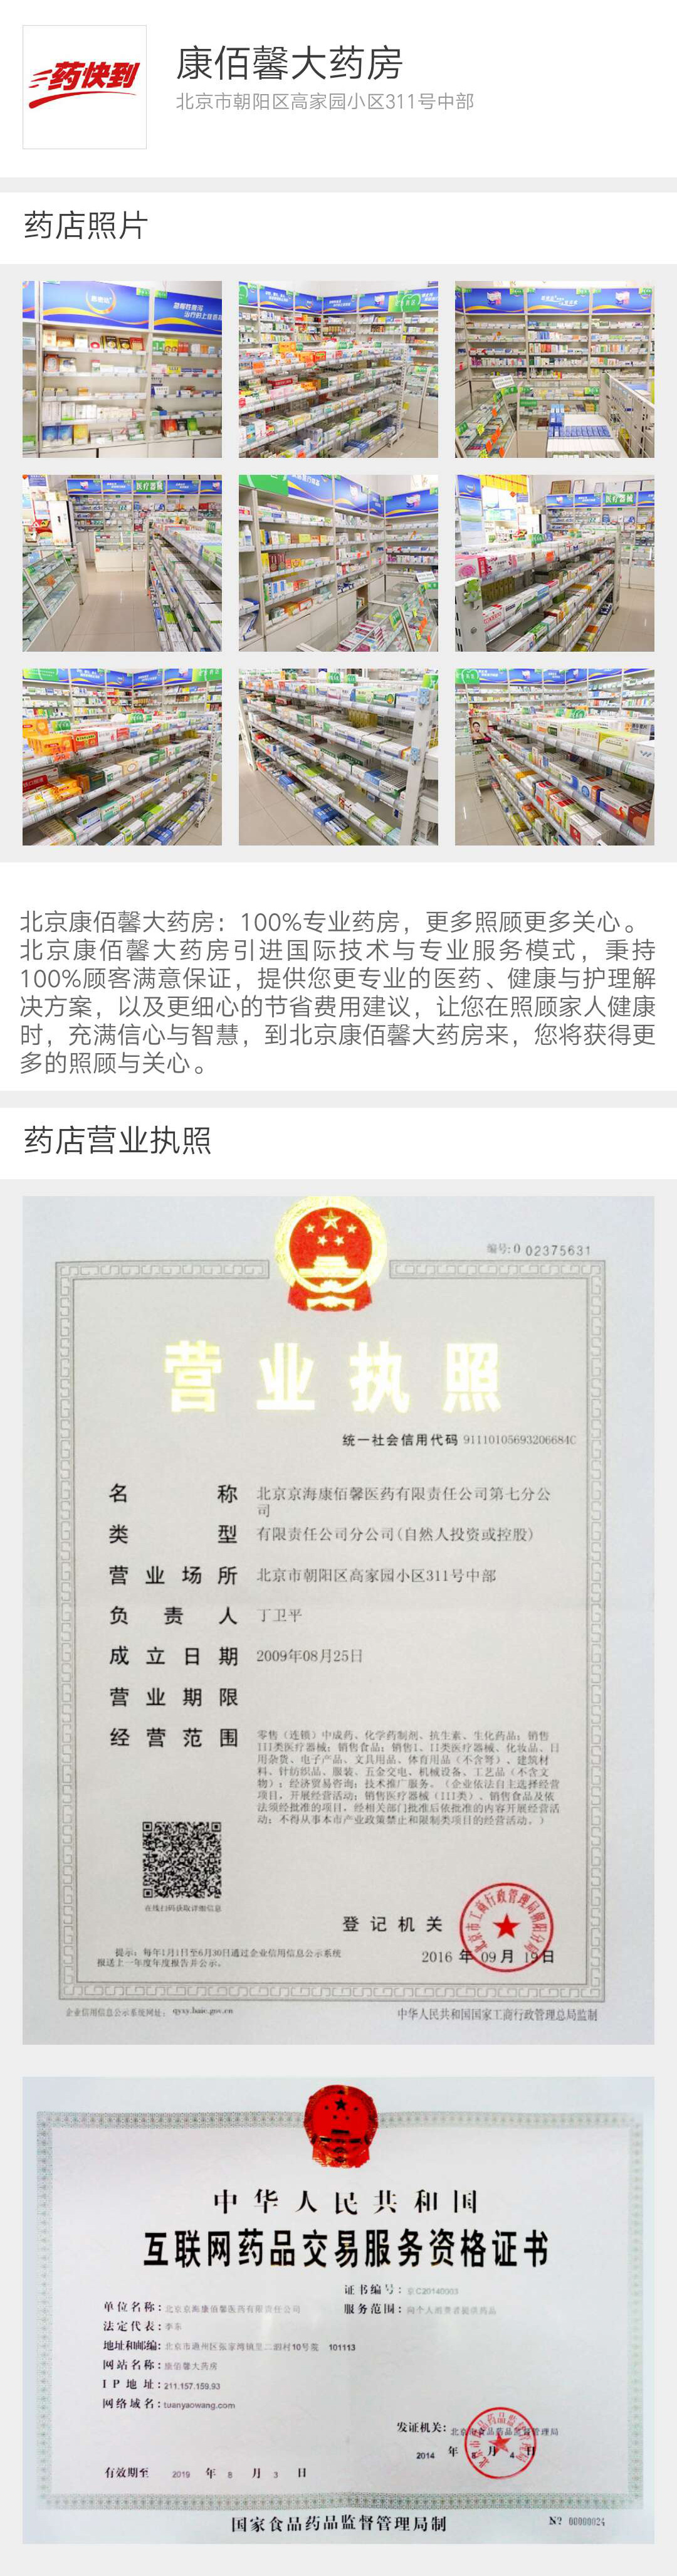 药快到
康佰馨大药房
北京市朝阳区高家园小区311号中部
药店照片
医疗器械
医疗器械
北京康佰馨大药房：100%专业药房，更多照顾更多关心。
北京康佰馨大药房引进国际技术与专业服务模式，秉持
100%顾客满意保证，提供您更专业的医药、健康与护理解
决方案，以及更细心的节省费用建议，让您在照顾家人健康
时，充满信心与智慧，到北京康佰馨大药房来，您将获得更
多的照顾与关心。
药店营业执照
编号:0 02375631
营业执照
统一社会信用代码 91110105693206684C
名称 北京京海康佰馨医药有限责任公司第七分公
司
类型 有限责任公司分公司(自然人投资或控股)
营业场所 北京市朝阳区高家园小区311号中部
负责人 丁卫平
成立日期 2009年08月25日
营业期限
经营范围 零售（连锁）中成药、化学药制剂、抗生素、生化药品；销售
III类医疗器械；销售食品；销售I、II类医疗器械、化妆品、日
用杂货、电子产品、文具用品、体育用品（不含弩）、建筑材
料、针纺织品、服装、五金交电、机械设备、工艺品（不含文
物）；经济贸易咨询；技术推广服务。（企业依法自主选择经营
项目，开展经营活动；销售医疗器械（III类）、销售食品及依
法须经批准的项目，经相关部门批准后依批准的内容开展经营活
动；不得从事本市产业政策禁止和限制类项目的经营活动。）
在线扫码获取详细信息
登记机关
2016 年 09 月 19 日
提示：每年1月1日至6月30日通过企业信用信息公示系统
报送上一年度年度报告并公示。
企业信用信息公示系统网址： qyxy.baic.gov.cn
中华人民共和国国家工商行政管理总局监制
中华人民共和国
互联网药品交易服务资格证书
证书编号：京C20140003
单位名称：北京京海康佰馨医药有限责任公司
服务范围：向个人消费者提供药品
法定代表：李东
地址和邮编：北京市通州区张家湾镇里二泗村10号院 101113
网站名称：康佰馨大药房
IP 地址：211.157.159.93
网络域名：tuanyaowang.com
发证机关：北京市食品药品监督管理局
2014 年 8 月 4 日
有效期至 2019 年 8 月 3 日
国家食品药品监督管理局制
Nº 00000024